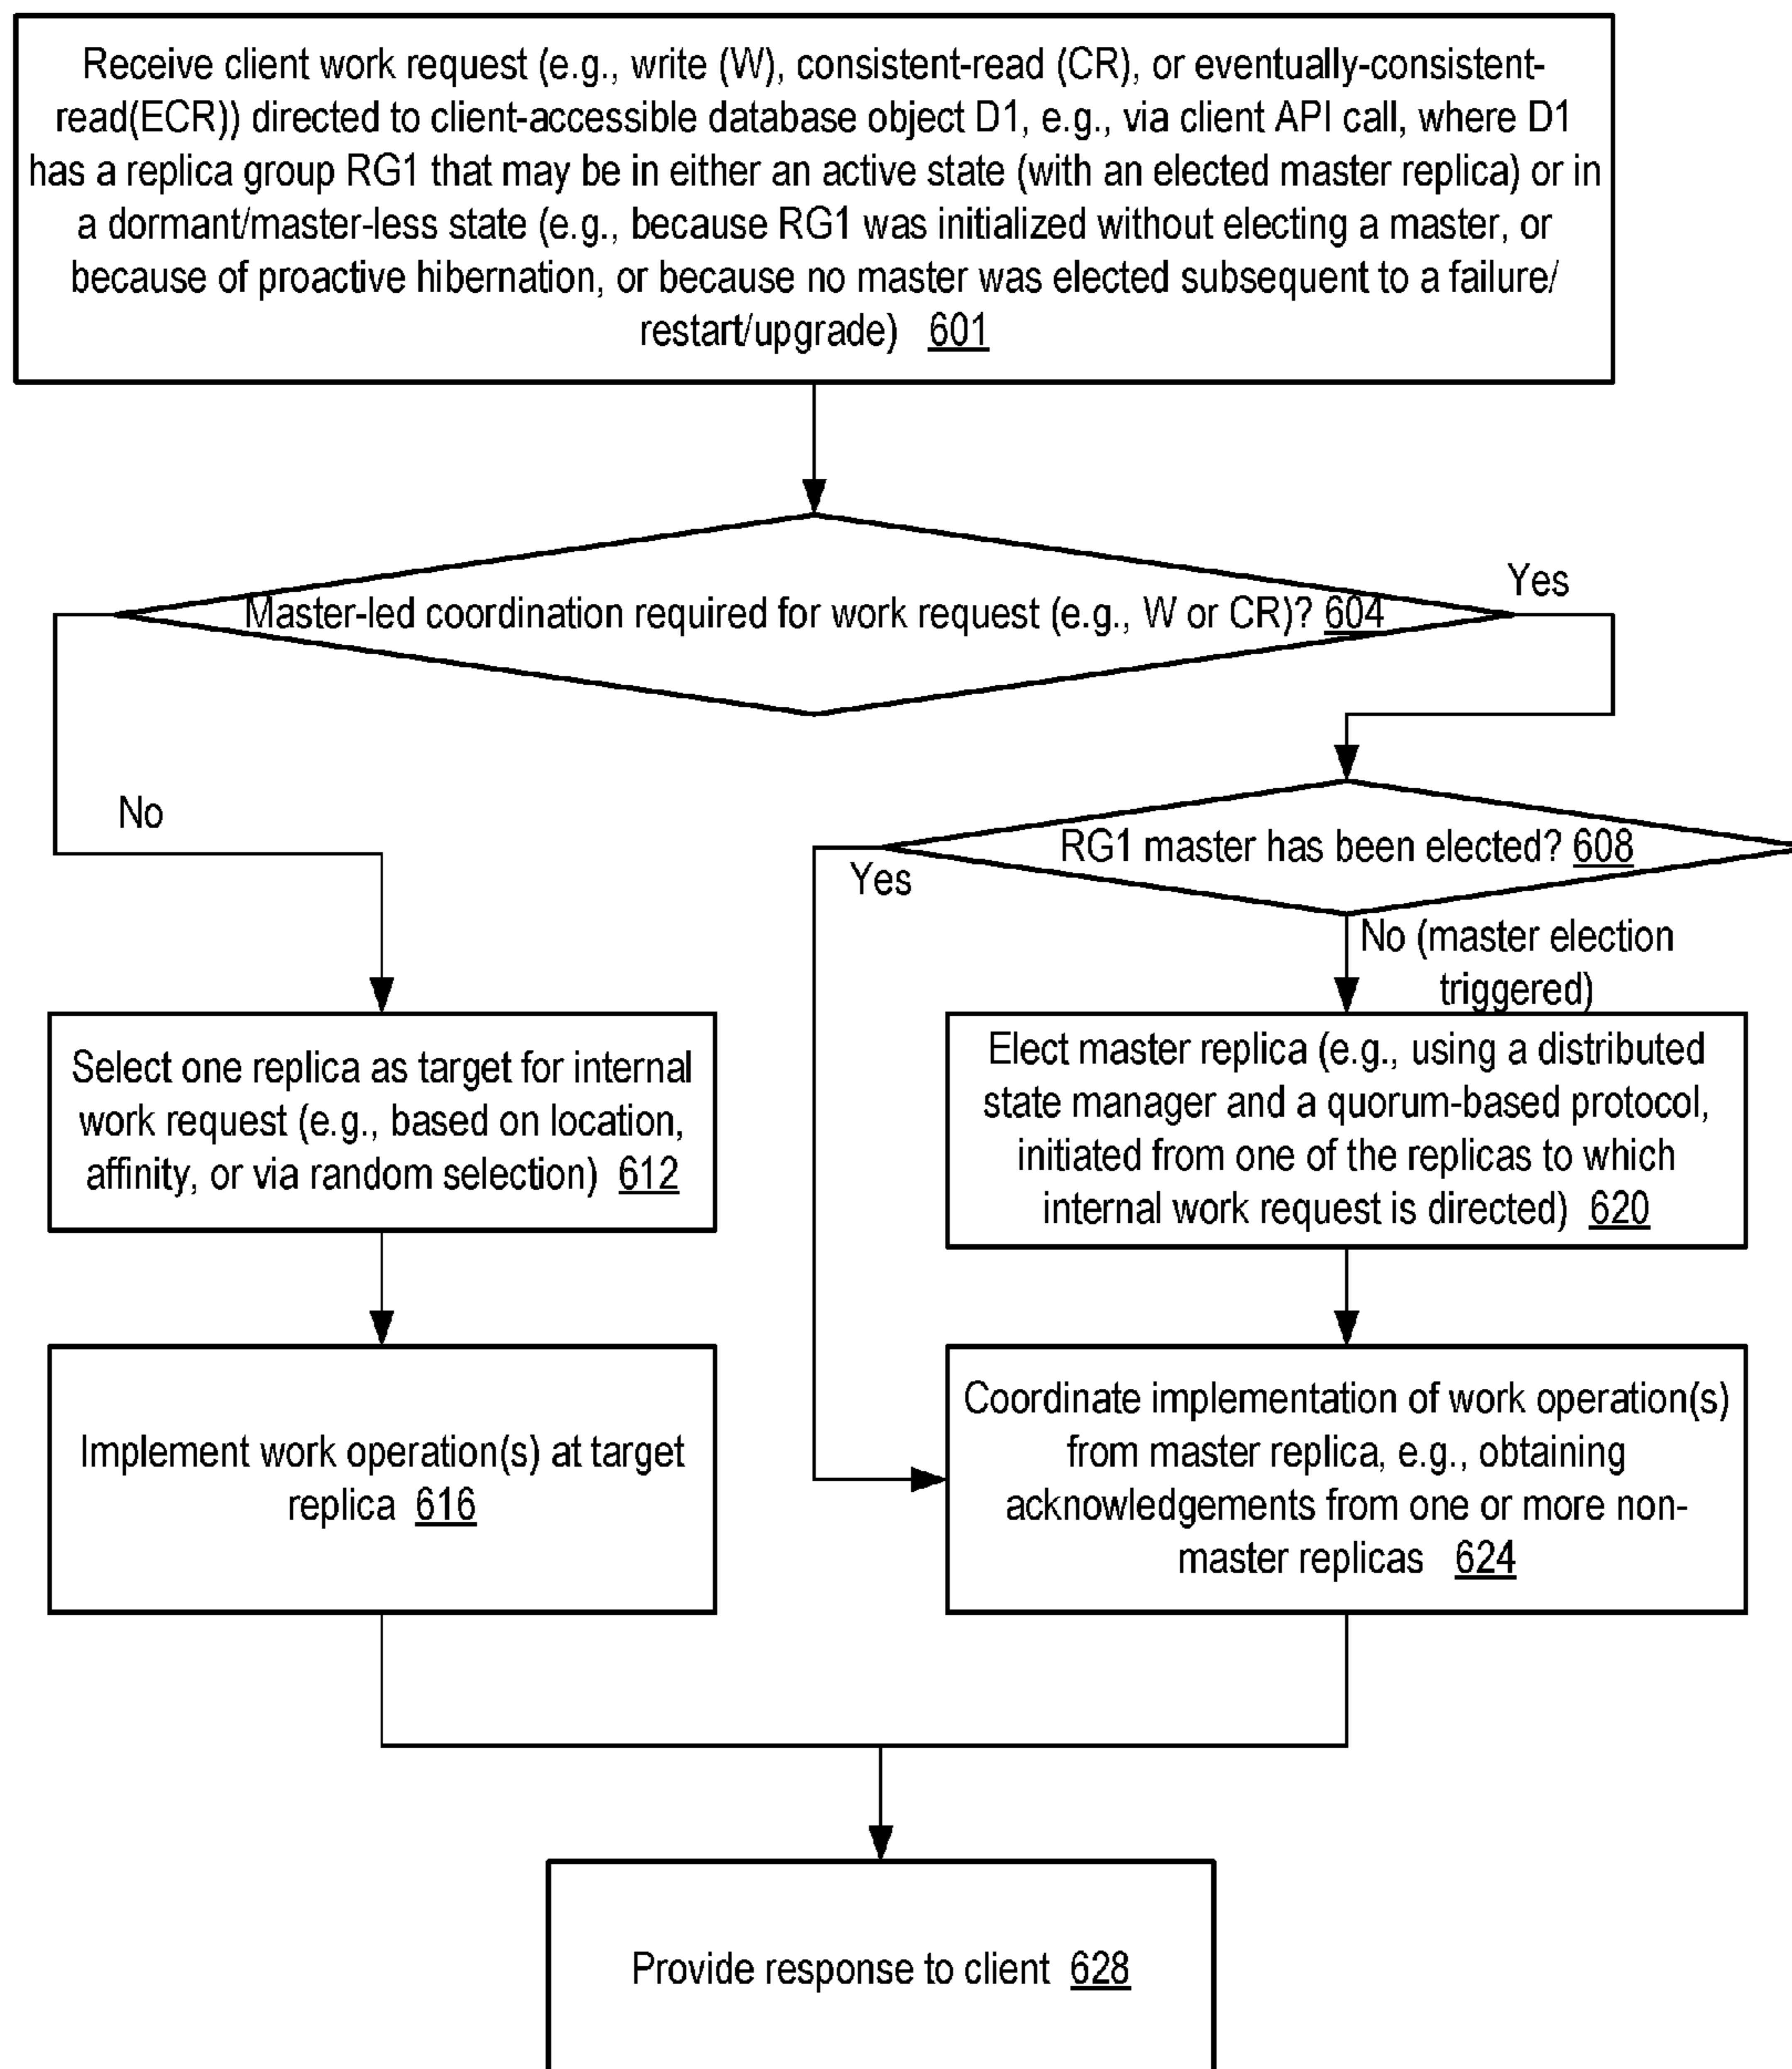 Receive client work request (e.g., write (W), consistent-read (CR), or eventually-consistent-
read(ECR)) directed to client-accessible database object D1, e.g., via client API call, where D1
has a replica group RG1 that may be in either an active state (with an elected master replica) or in
a dormant/master-less state (e.g., because RG1 was initialized without electing a master, or
because of proactive hibernation, or because no master was elected subsequent to a failure/
restart/upgrade) 601
Yes
Master-led coordination required for work request (e.g., W or CR)? 604
No
RG1 master has been elected? 608
Yes
No (master election
triggered)
Select one replica as target for internal
work request (e.g., based on location,
affinity, or via random selection) 612
Elect master replica (e.g., using a distributed
state manager and a quorum-based protocol,
initiated from one of the replicas to which
internal work request is directed) 620
Implement work operation(s) at target
replica 616
Coordinate implementation of work operation(s)
from master replica, e.g., obtaining
acknowledgements from one or more non-
master replicas 624
Provide response to client 628